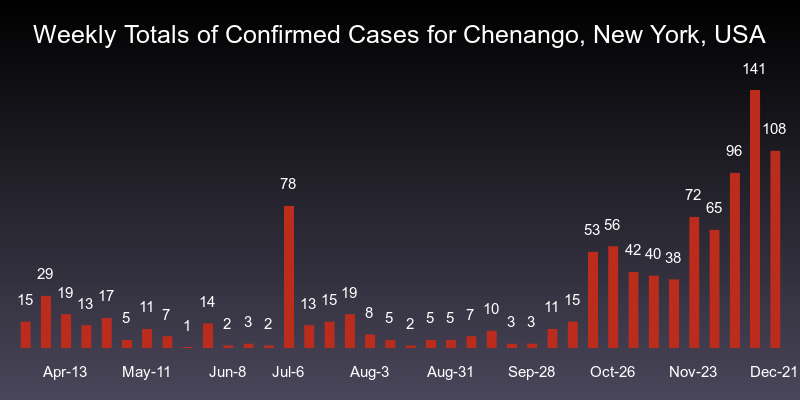 Weekly Totals of Confirmed Cases for Chenango, New York, USA
15 29 19 13 17 5 11 7 1 14 2 3 2 78 13 15 19 8 5 2 5 5 7 10 3 3 11 15 53 56 42 40 38 72 65 96 141 108
Apr-13 May-11 Jun-8 Jul-6 Aug-3 Aug-31 Sep-28 Oct-26 Nov-23 Dec-21